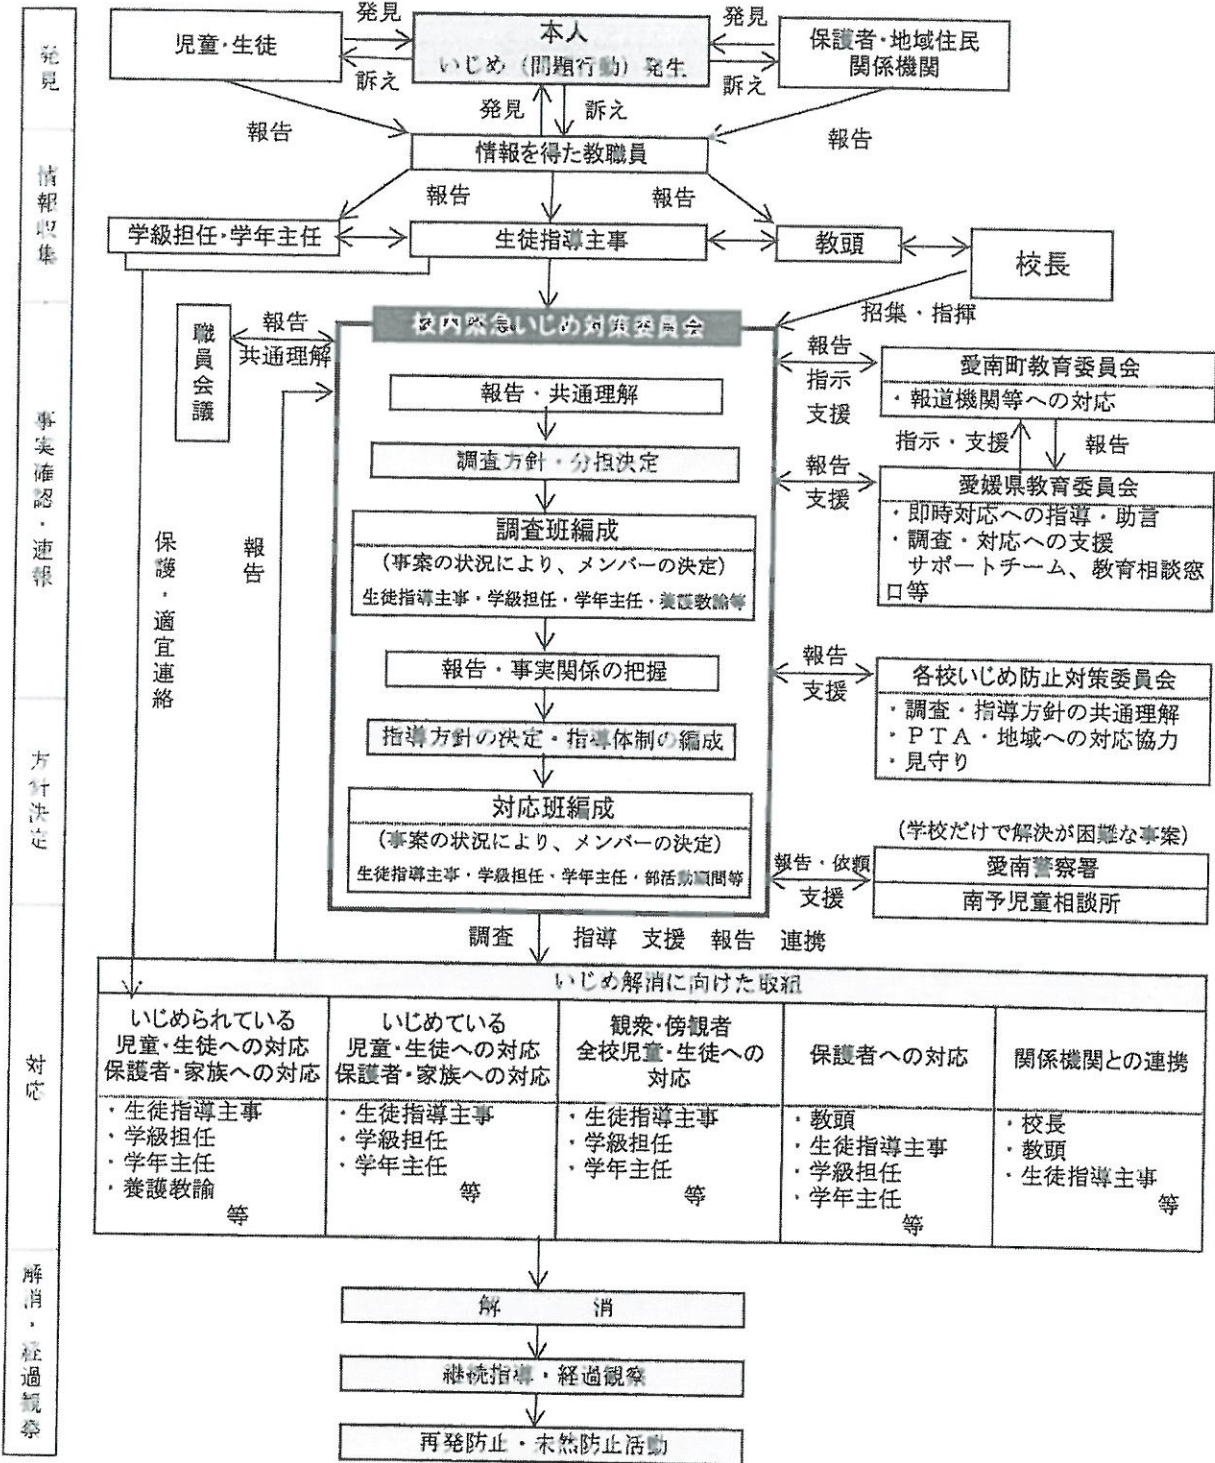 発見
情報収集
事実確認・連報
方針決定
対応
解消・経過観察
発見
児童・生徒
訴え
本人
いじめ（問題行動）発生
発見
訴え
保護者・地域住民
関係機関
報告
発見
訴え
報告
情報を得た教職員
報告
報告
学級担任・学年主任
生徒指導主事
教頭
校長
招集・指揮
職員会議
報告
共通理解
校内緊急いじめ対策委員会
報告・共通理解
調査方針・分担決定
調査班編成
(事案の状況により、メンバーの決定)
生徒指導主事・学級担任・学年主任・養護教諭等
報告・事実関係の把握
指導方針の決定・指導体制の編成
対応班編成
(事案の状況により、メンバーの決定)
生徒指導主事・学級担任・学年主任・部活動顧問等
保護・適宜連絡
報告
報告
指示
支援
愛南町教育委員会
・報道機関等への対応
指示・支援
報告
報告
支援
愛媛県教育委員会
・即時対応への指導・助言
・調査・対応への支援
サポートチーム、教育相談窓
口等
報告
支援
各校いじめ防止対策委員会
・調査・指導方針の共通理解
・ＰＴＡ・地域への対応協力
・見守り
(学校だけで解決が困難な事案)
報告・依頼
支援
愛南警察署
南予児童相談所
調査　指導　支援　報告　連携
いじめ解消に向けた取組
いじめられている
児童・生徒への対応
保護者・家族への対応
・生徒指導主事
・学級担任
・学年主任
・養護教諭
等
いじめている
児童・生徒への対応
保護者・家族への対応
・生徒指導主事
・学級担任
・学年主任
等
観衆・傍観者
全校児童・生徒への
対応
・生徒指導主事
・学級担任
・学年主任
等
保護者への対応
・教頭
・生徒指導主事
・学級担任
・学年主任
等
関係機関との連携
・校長
・教頭
・生徒指導主事
等
解　　消
継続指導・経過観察
再発防止・未然防止活動